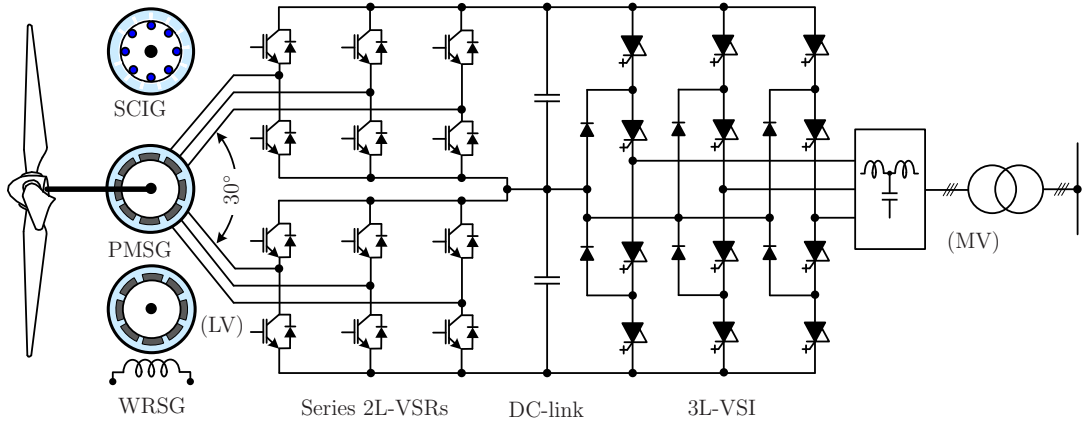 SCIG
30°
PMSG
(MV)
(LV)
WRSG
Series 2L-VSRs
DC-link
3L-VSI